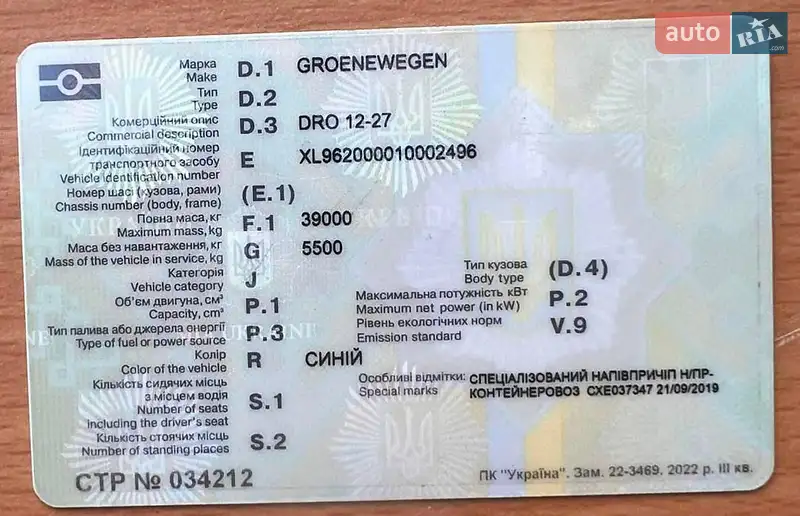 auto RIA .com
Марка
Make D.1 GROENEWEGEN
Тип
Type D.2
Комерційний опис
Commercial description D.3 DRO 12-27
Ідентифікаційний номер
транспортного засобу
Vehicle identification number E XL962000010002496
Номер шасі (кузова, рами)
Chassis number (body, frame) (E.1)
Повна маса, кг
Maximum mass, kg F.1 39000
Маса без навантаження, кг
Mass of the vehicle in service, kg G 5500
Категорія
Vehicle category J
Тип кузова
Body type (D.4)
Об'єм двигуна, см³
Capacity, cm³ P.1
Максимальна потужність кВт
Maximum net power (in kW) P.2
Тип палива або джерела енергії
Type of fuel or power source P.3
Рівень екологічних норм
Emission standard V.9
Колір
Color of the vehicle R СИНІЙ
Особливі відмітки: СПЕЦІАЛІЗОВАНИЙ НАПІВПРИЧІП Н/ПР-
Special marks КОНТЕЙНЕРОВОЗ СХЕ037347 21/09/2019
Кількість сидячих місць
з місцем водія
Number of seats
including the driver's seat S.1
Кількість стоячих місць
Number of standing places S.2
СТР № 034212
ПК "Україна". Зам. 22-3469. 2022 р. III кв.